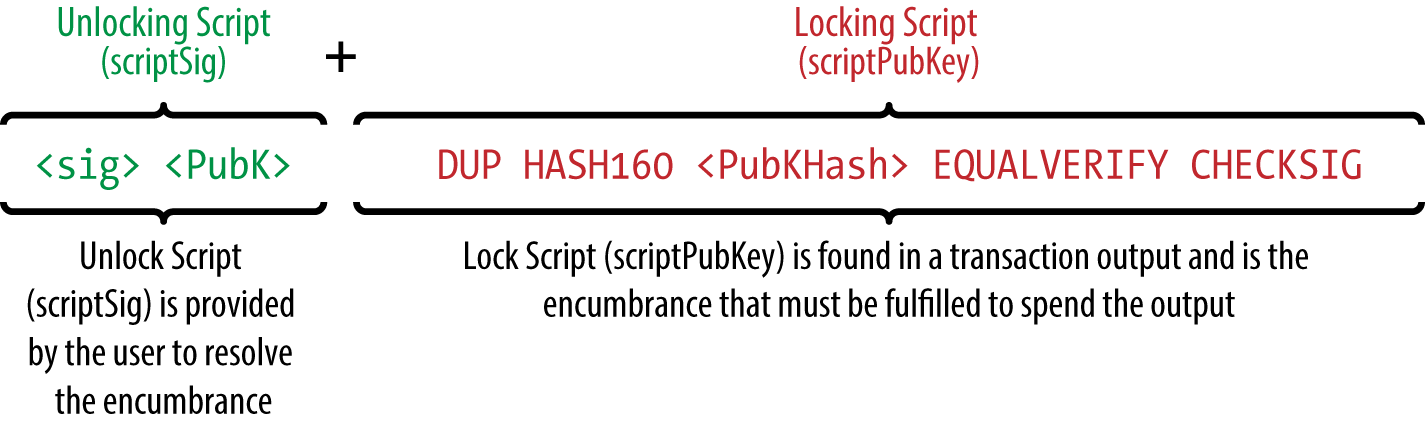 Unlocking Script
(scriptSig)
+
Locking Script
(scriptPubKey)
<sig> <PubK>
DUP HASH160 <PubKHash> EQUALVERIFY CHECKSIG
Unlock Script
(scriptSig) is provided
by the user to resolve
the encumbrance
Lock Script (scriptPubKey) is found in a transaction output and is the
encumbrance that must be fulfilled to spend the output